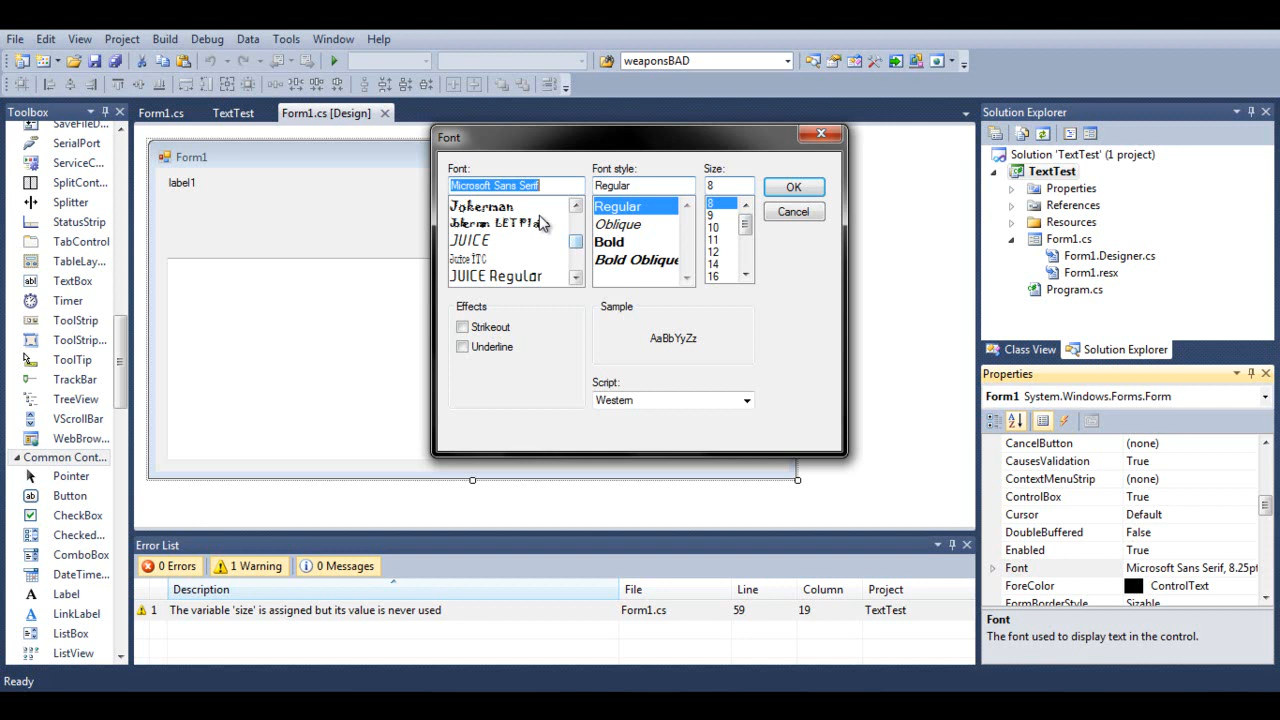 File Edit View Project Build Debug Data Tools Window Help
weaponsBAD
Toolbox
SaveFileD...
SerialPort
ServiceC...
SplitCont...
Splitter
StatusStrip
TabControl
TableLay...
TextBox
Timer
ToolStrip
ToolStrip...
ToolTip
TrackBar
TreeView
VScrollBar
WebBrow...
Common Cont...
Pointer
Button
CheckBox
Checked...
ComboBox
DateTime...
Label
LinkLabel
ListBox
ListView
Form1.cs TextTest Form1.cs [Design]
Form1
label1
Font
Font: Font style: Size:
Microsoft Sans Serif Regular 8
Jokerman
Jokerman LET Pla
JUICE
Juice ITC
JUICE Regular
Regular
Oblique
Bold
Bold Oblique
8
9
10
11
12
14
16
OK
Cancel
Effects
Strikeout
Underline
Sample
AaBbYyZz
Script:
Western
Error List
0 Errors 1 Warning 0 Messages
Description File Line Column Project
1 The variable 'size' is assigned but its value is never used Form1.cs 59 19 TextTest
Solution Explorer
Solution 'TextTest' (1 project)
TextTest
Properties
References
Resources
Form1.cs
Form1.Designer.cs
Form1.resx
Program.cs
Class View Solution Explorer
Properties
Form1 System.Windows.Forms.Form
CancelButton (none)
CausesValidation True
ContextMenuStrip (none)
ControlBox True
Cursor Default
DoubleBuffered False
Enabled True
Font Microsoft Sans Serif, 8.25pt
ForeColor ControlText
FormBorderStyle Sizable
Font
The font used to display text in the control.
Ready